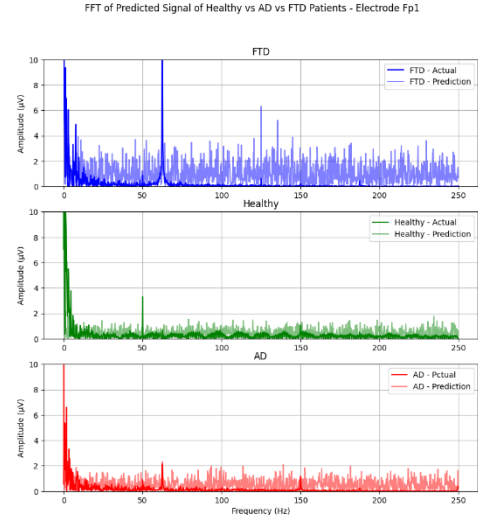 FFT of Predicted Signal of Healthy vs AD vs FTD Patients - Electrode Fp1
FTD
10
8
6
4
2
0
Amplitude (μV)
FTD - Actual
FTD - Prediction
0 50 100 150 200 250
Healthy
10
8
6
4
2
0
Amplitude (μV)
Healthy - Actual
Healthy - Prediction
0 50 100 150 200 250
AD
10
8
6
4
2
0
Amplitude (μV)
AD - Pctual
AD - Prediction
0 50 100 150 200 250
Frequency (Hz)